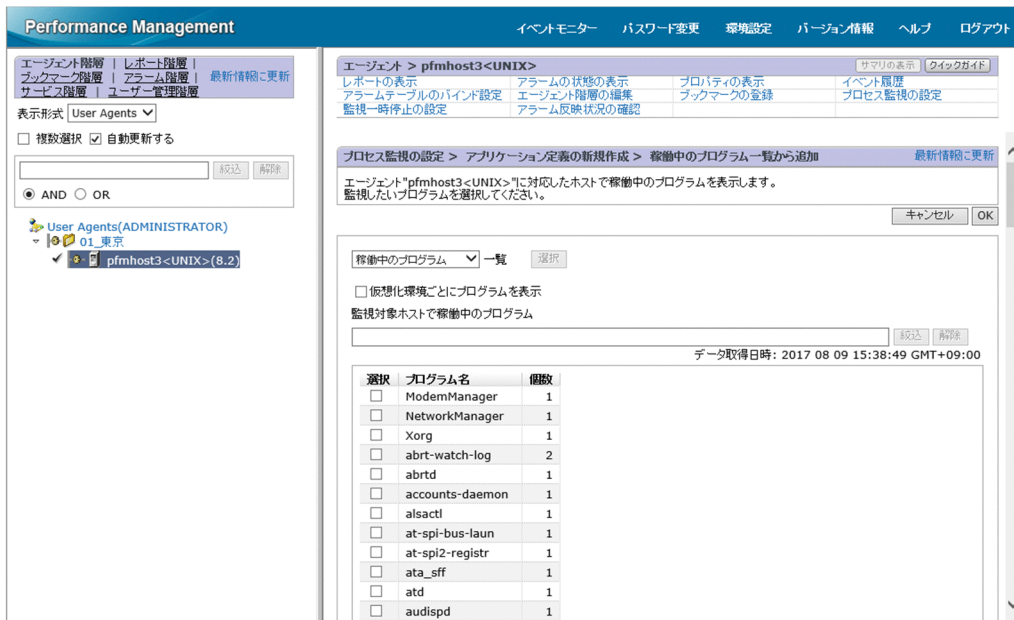 Performance Management
イベントモニター パスワード変更 環境設定 バージョン情報 ヘルプ ログアウト
エージェント階層 | レポート階層 |
ブックマーク階層 | アラーム階層 | 最新情報に更新
サービス階層 | ユーザー管理階層
表示形式 User Agents
複数選択 自動更新する
絞込 解除
AND OR
User Agents(ADMINISTRATOR)
01_東京
pfmhost3<UNIX>(8.2)
エージェント > pfmhost3<UNIX> サマリの表示 クイックガイド
レポートの表示 アラームの状態の表示 プロパティの表示 イベント履歴
アラームテーブルのバインド設定 エージェント階層の編集 ブックマークの登録 プロセス監視の設定
監視一時停止の設定 アラーム反映状況の確認
プロセス監視の設定 > アプリケーション定義の新規作成 > 稼働中のプログラム一覧から追加 最新情報に更新
エージェント"pfmhost3<UNIX>"に対応したホストで稼働中のプログラムを表示します。
監視したいプログラムを選択してください。
キャンセル OK
稼働中のプログラム 一覧 選択
仮想化環境ごとにプログラムを表示
監視対象ホストで稼働中のプログラム
絞込 解除
データ取得日時: 2017 08 09 15:38:49 GMT+09:00
選択 プログラム名 個数
ModemManager 1
NetworkManager 1
Xorg 1
abrt-watch-log 2
abrtd 1
accounts-daemon 1
alsactl 1
at-spi-bus-laun 1
at-spi2-registr 1
ata_sff 1
atd 1
audispd 1